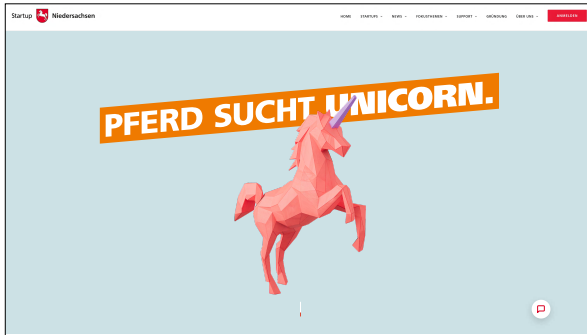 Startup Niedersachsen
HOME STARTUPS NEWS FOKUSTHEMEN SUPPORT GRÜNDUNG ÜBER UNS ANMELDEN
PFERD SUCHT UNICORN.